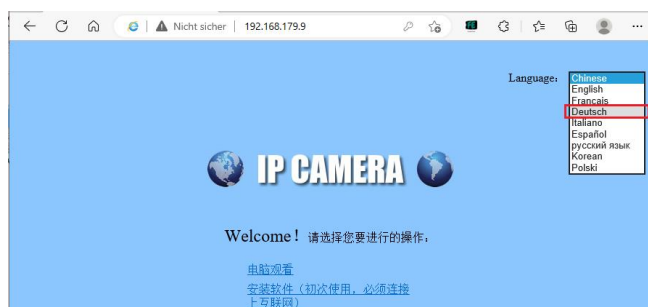 Nicht sicher 192.168.179.9
Language:
Chinese
English
Francais
Deutsch
Italiano
Español
русский язык
Korean
Polski
IP CAMERA
Welcome! 请选择您要进行的操作:
电脑观看
安装软件（初次使用，必须连接
上互联网）